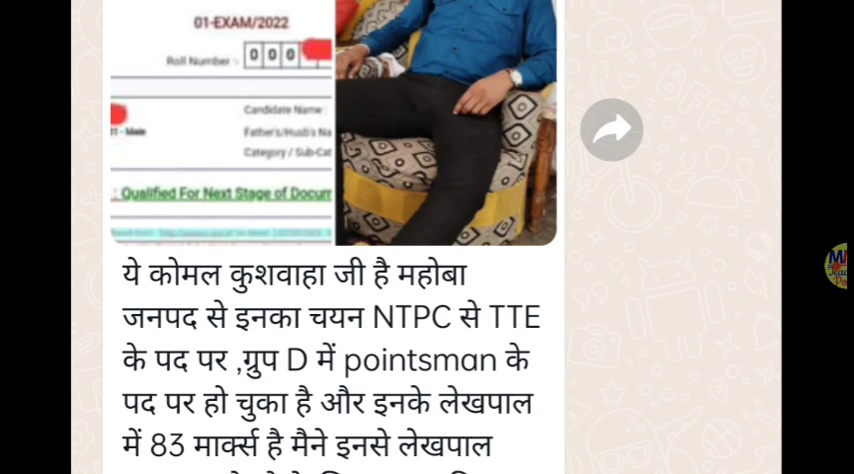 01-EXAM/2022
Roll Number :- 0 0 0
Candidate Name :
11 - Male Father's/Husb's Na
Category / Sub-Cat
: Qualified For Next Stage of Docum
ये कोमल कुशवाहा जी है महोबा
जनपद से इनका चयन NTPC से TTE
के पद पर ,ग्रुप D में pointsman के
पद पर हो चुका है और इनके लेखपाल
में 83 मार्क्स है मैने इनसे लेखपाल